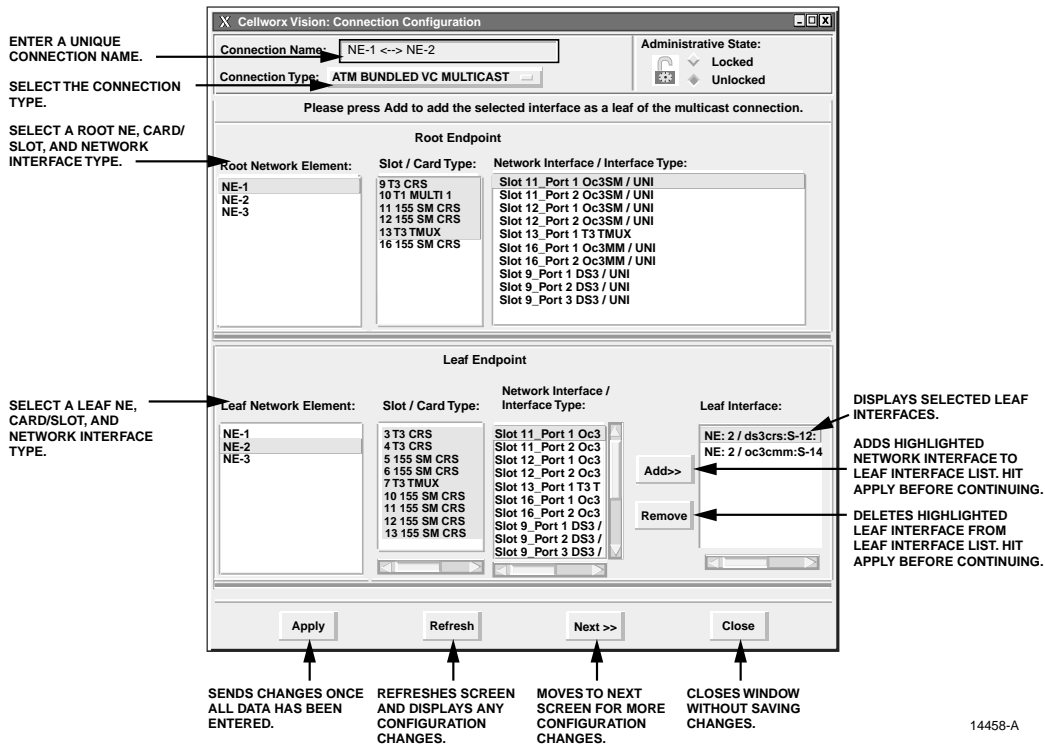 X Cellworx Vision: Connection Configuration
ENTER A UNIQUE
CONNECTION NAME.
Connection Name: NE-1 <--> NE-2
Administrative State:
Locked
Unlocked
SELECT THE CONNECTION
TYPE.
Connection Type: ATM BUNDLED VC MULTICAST
Please press Add to add the selected interface as a leaf of the multicast connection.
SELECT A ROOT NE, CARD/
SLOT, AND NETWORK
INTERFACE TYPE.
Root Endpoint
Root Network Element:
NE-1
NE-2
NE-3
Slot / Card Type:
9 T3 CRS
10 T1 MULTI 1
11 155 SM CRS
12 155 SM CRS
13 T3 TMUX
16 155 SM CRS
Network Interface / Interface Type:
Slot 11_Port 1 Oc3SM / UNI
Slot 11_Port 2 Oc3SM / UNI
Slot 12_Port 1 Oc3SM / UNI
Slot 12_Port 2 Oc3SM / UNI
Slot 13_Port 1 T3 TMUX
Slot 16_Port 1 Oc3MM / UNI
Slot 16_Port 2 Oc3MM / UNI
Slot 9_Port 1 DS3 / UNI
Slot 9_Port 2 DS3 / UNI
Slot 9_Port 3 DS3 / UNI
Leaf Endpoint
SELECT A LEAF NE,
CARD/SLOT, AND
NETWORK INTERFACE
TYPE.
Leaf Network Element:
NE-1
NE-2
NE-3
Slot / Card Type:
3 T3 CRS
4 T3 CRS
5 155 SM CRS
6 155 SM CRS
7 T3 TMUX
10 155 SM CRS
11 155 SM CRS
12 155 SM CRS
13 155 SM CRS
Network Interface /
Interface Type:
Slot 11_Port 1 Oc3
Slot 11_Port 2 Oc3
Slot 12_Port 1 Oc3
Slot 12_Port 2 Oc3
Slot 13_Port 1 T3 T
Slot 16_Port 1 Oc3
Slot 16_Port 2 Oc3
Slot 9_Port 1 DS3 /
Slot 9_Port 2 DS3 /
Slot 9_Port 3 DS3 /
Add>>
Remove
Leaf Interface:
NE: 2 / ds3crs:S-12:
NE: 2 / oc3cmm:S-14
DISPLAYS SELECTED LEAF
INTERFACES.
ADDS HIGHLIGHTED
NETWORK INTERFACE TO
LEAF INTERFACE LIST. HIT
APPLY BEFORE CONTINUING.
DELETES HIGHLIGHTED
LEAF INTERFACE FROM
LEAF INTERFACE LIST. HIT
APPLY BEFORE CONTINUING.
Apply
Refresh
Next >>
Close
SENDS CHANGES ONCE
ALL DATA HAS BEEN
ENTERED.
REFRESHES SCREEN
AND DISPLAYS ANY
CONFIGURATION
CHANGES.
MOVES TO NEXT
SCREEN FOR MORE
CONFIGURATION
CHANGES.
CLOSES WINDOW
WITHOUT SAVING
CHANGES.
14458-A